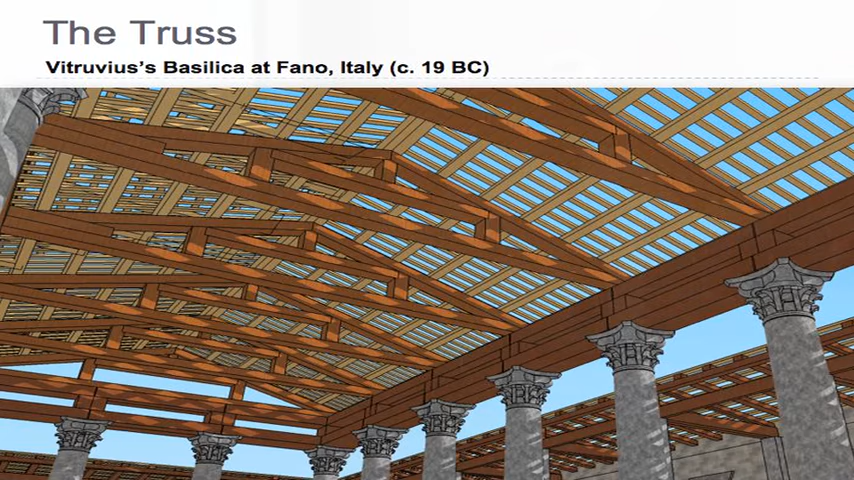 The Truss
Vitruvius’s Basilica at Fano, Italy (c. 19 BC)